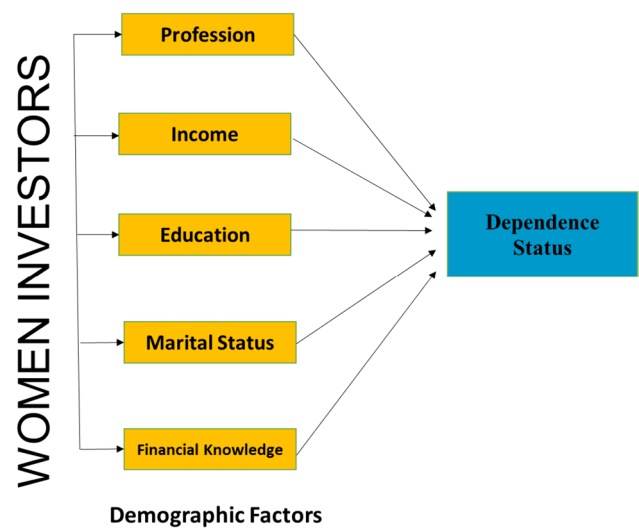 WOMEN INVESTORS
Profession
Income
Education
Marital Status
Financial Knowledge
Dependence
Status
Demographic Factors